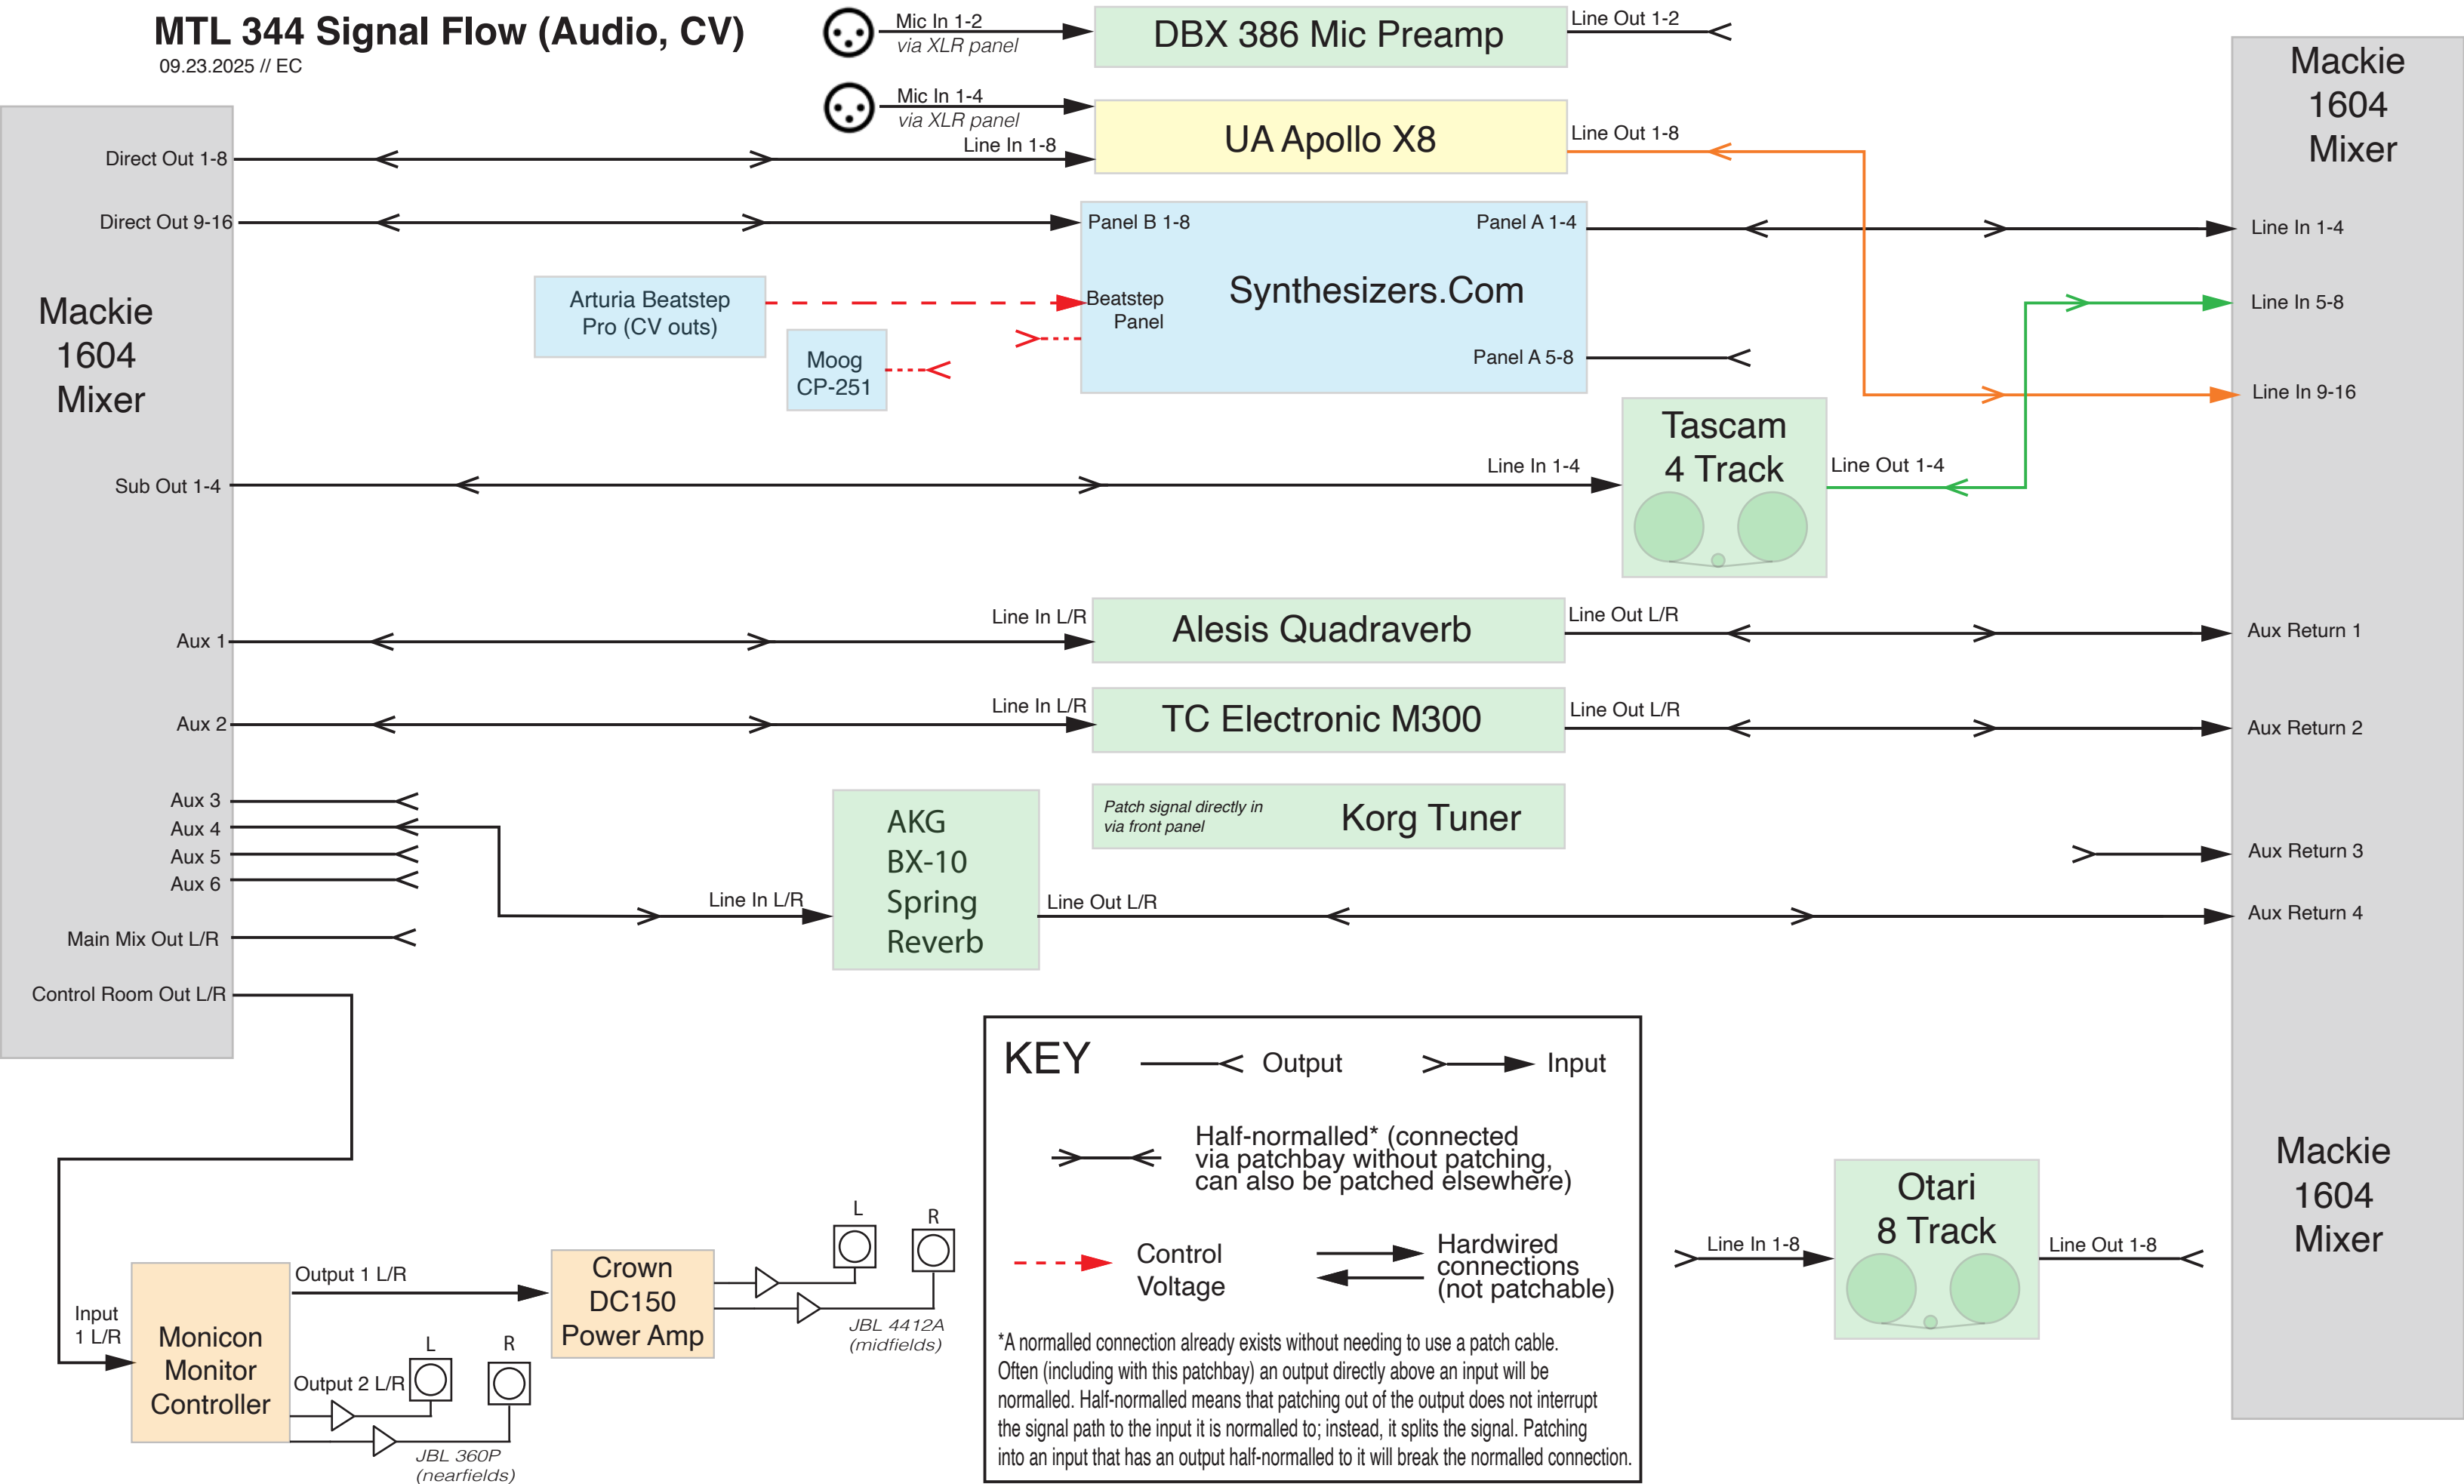 MTL 344 Signal Flow (Audio, CV)
09.23.2025 // EC
Mic In 1-2
via XLR panel
DBX 386 Mic Preamp
Line Out 1-2
Mic In 1-4
via XLR panel
Line In 1-8
UA Apollo X8
Line Out 1-8
Mackie
1604
Mixer
Direct Out 1-8
Direct Out 9-16
Mackie
1604
Mixer
Sub Out 1-4
Aux 1
Aux 2
Aux 3
Aux 4
Aux 5
Aux 6
Main Mix Out L/R
Control Room Out L/R
Panel B 1-8
Panel A 1-4
Synthesizers.Com
Beatstep
Panel
Panel A 5-8
Arturia Beatstep
Pro (CV outs)
Moog
CP-251
Line In 1-4
Line In 5-8
Line In 9-16
Line In 1-4
Tascam
4 Track
Line Out 1-4
Line In L/R
Alesis Quadraverb
Line Out L/R
Aux Return 1
Line In L/R
TC Electronic M300
Line Out L/R
Aux Return 2
Patch signal directly in
via front panel
Korg Tuner
Aux Return 3
Line In L/R
AKG
BX-10
Spring
Reverb
Line Out L/R
Aux Return 4
KEY
Output
Input
Half-normalled* (connected
via patchbay without patching,
can also be patched elsewhere)
Control
Voltage
Hardwired
connections
(not patchable)
*A normalled connection already exists without needing to use a patch cable.
Often (including with this patchbay) an output directly above an input will be
normalled. Half-normalled means that patching out of the output does not interrupt
the signal path to the input it is normalled to; instead, it splits the signal. Patching
into an input that has an output half-normalled to it will break the normalled connection.
Input
1 L/R
Monicon
Monitor
Controller
Output 1 L/R
Output 2 L/R
L
R
JBL 360P
(nearfields)
Crown
DC150
Power Amp
L
R
JBL 4412A
(midfields)
Line In 1-8
Otari
8 Track
Line Out 1-8
Mackie
1604
Mixer